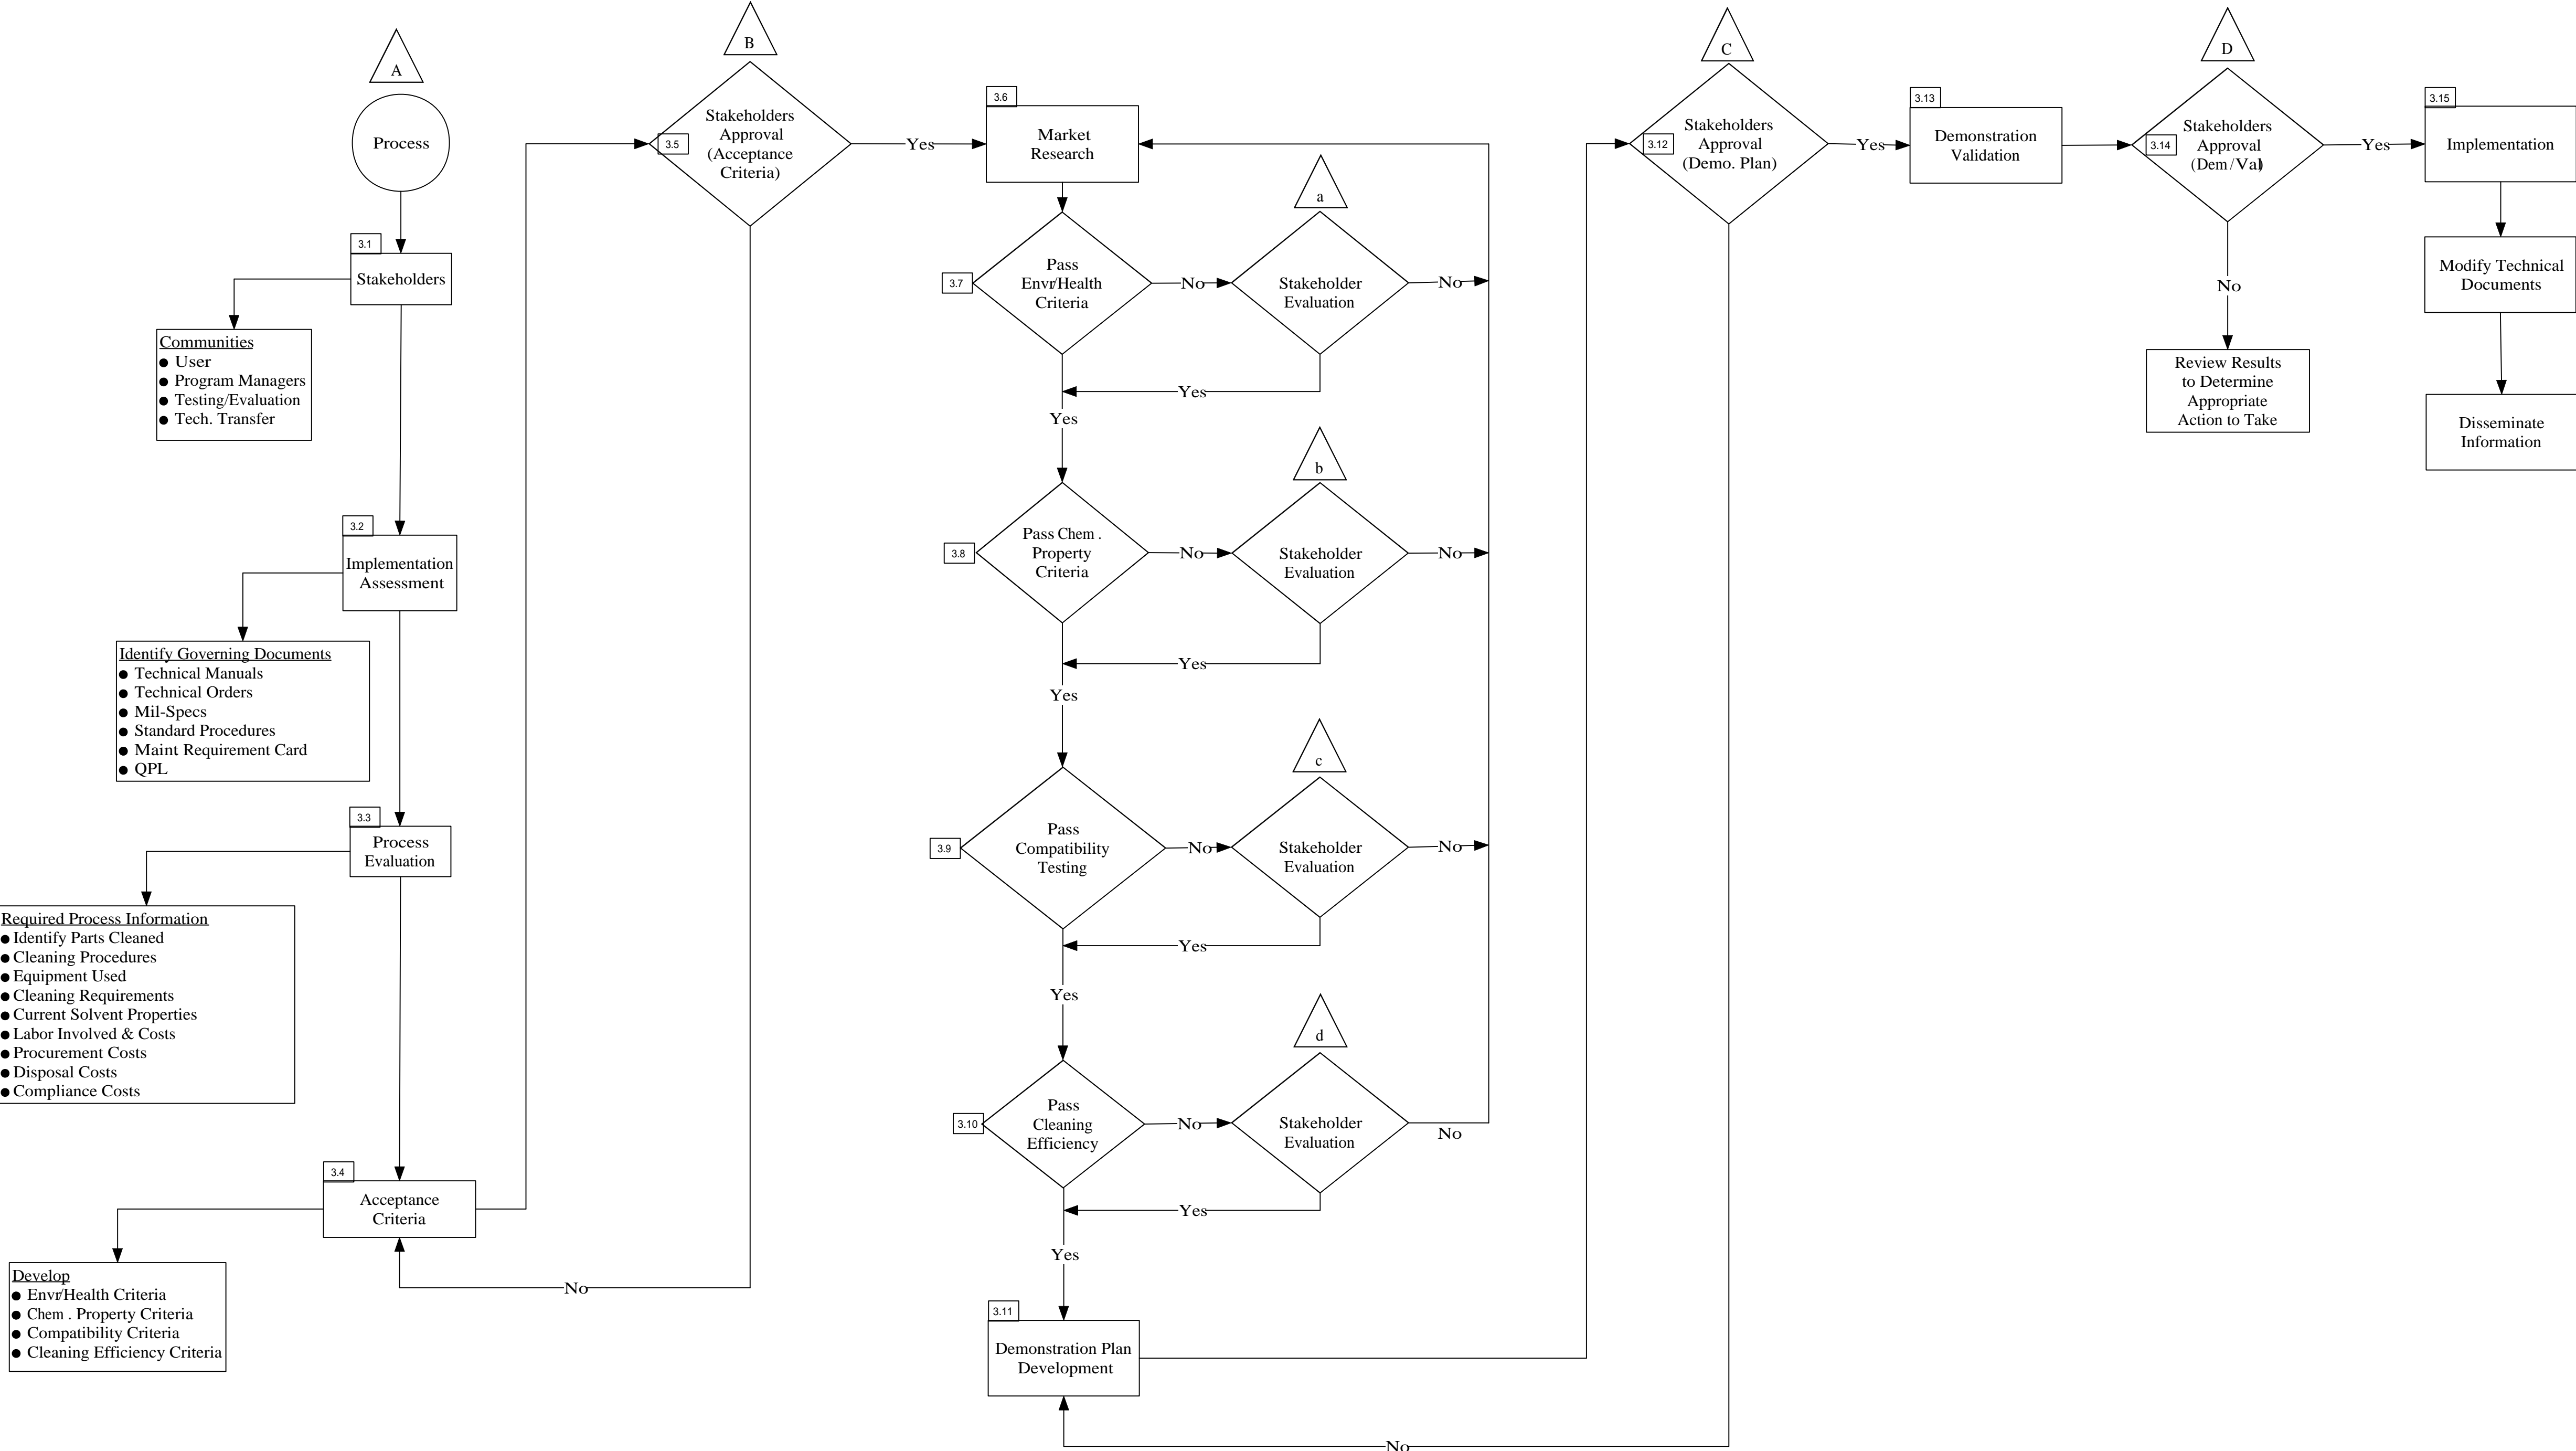 A
Process
3.1
Stakeholders
Communities
● User
● Program Managers
● Testing/Evaluation
● Tech. Transfer
3.2
Implementation
Assessment
Identify Governing Documents
● Technical Manuals
● Technical Orders
● Mil-Specs
● Standard Procedures
● Maint Requirement Card
● QPL
3.3
Process
Evaluation
Required Process Information
● Identify Parts Cleaned
● Cleaning Procedures
● Equipment Used
● Cleaning Requirements
● Current Solvent Properties
● Labor Involved & Costs
● Procurement Costs
● Disposal Costs
● Compliance Costs
3.4
Acceptance
Criteria
Develop
● Envr/Health Criteria
● Chem . Property Criteria
● Compatibility Criteria
● Cleaning Efficiency Criteria
B
3.5
Stakeholders
Approval
(Acceptance
Criteria)
Yes
No
3.6
Market
Research
3.7
Pass
Envr/Health
Criteria
No
a
Stakeholder
Evaluation
No
Yes
Yes
3.8
Pass Chem .
Property
Criteria
No
b
Stakeholder
Evaluation
No
Yes
Yes
3.9
Pass
Compatibility
Testing
No
c
Stakeholder
Evaluation
No
Yes
Yes
3.10
Pass
Cleaning
Efficiency
No
d
Stakeholder
Evaluation
No
Yes
Yes
3.11
Demonstration Plan
Development
No
C
3.12
Stakeholders
Approval
(Demo. Plan)
Yes
3.13
Demonstration
Validation
D
3.14
Stakeholders
Approval
(Dem/Val)
Yes
No
Review Results
to Determine
Appropriate
Action to Take
3.15
Implementation
Modify Technical
Documents
Disseminate
Information